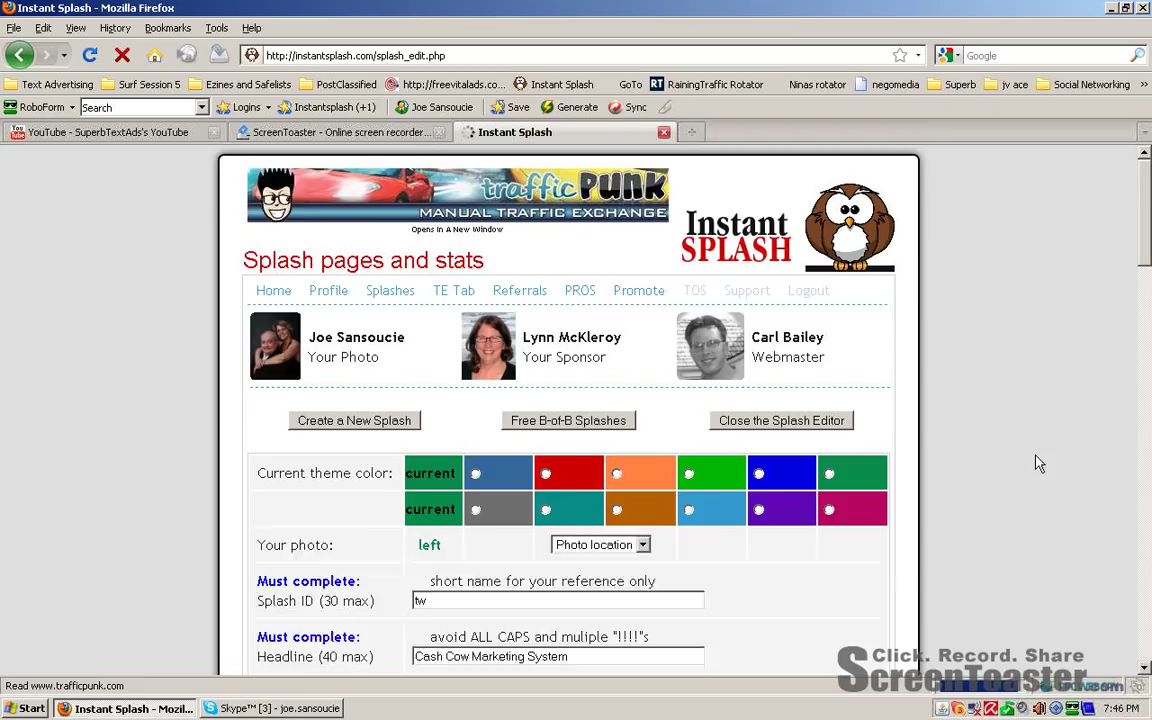 Instant Splash - Mozilla Firefox
File Edit View History Bookmarks Tools Help
http://instantsplash.com/splash_edit.php
Google
Text Advertising Surf Session 5 Ezines and Safelists PostClassified http://freevitalads.co... Instant Splash GoTo RT RainingTraffic Rotator Ninas rotator negomedia Superb jv ace Social Networking »
RoboForm Search Logins Instantsplash (+1) Joe Sansoucie Save Generate Sync
YouTube - SuperbTextAds's YouTube ScreenToaster - Online screen recorder... Instant Splash
trafficPUNK
MANUAL TRAFFIC EXCHANGE
Opens In A New Window
Instant
SPLASH
Splash pages and stats
Home Profile Splashes TE Tab Referrals PROS Promote TOS Support Logout
Joe Sansoucie Lynn McKleroy Carl Bailey
Your Photo Your Sponsor Webmaster
Create a New Splash Free B-of-B Splashes Close the Splash Editor
Current theme color: current
current
Your photo: left Photo location
Must complete: short name for your reference only
Splash ID (30 max) tw
Must complete: avoid ALL CAPS and muliple "!!!!"s
Headline (40 max) Cash Cow Marketing System
Click. Record. Share
ScreenToaster.com
Read www.trafficpunk.com
Start Instant Splash - Mozil... Skype™ [3] - joe.sansoucie 7:46 PM